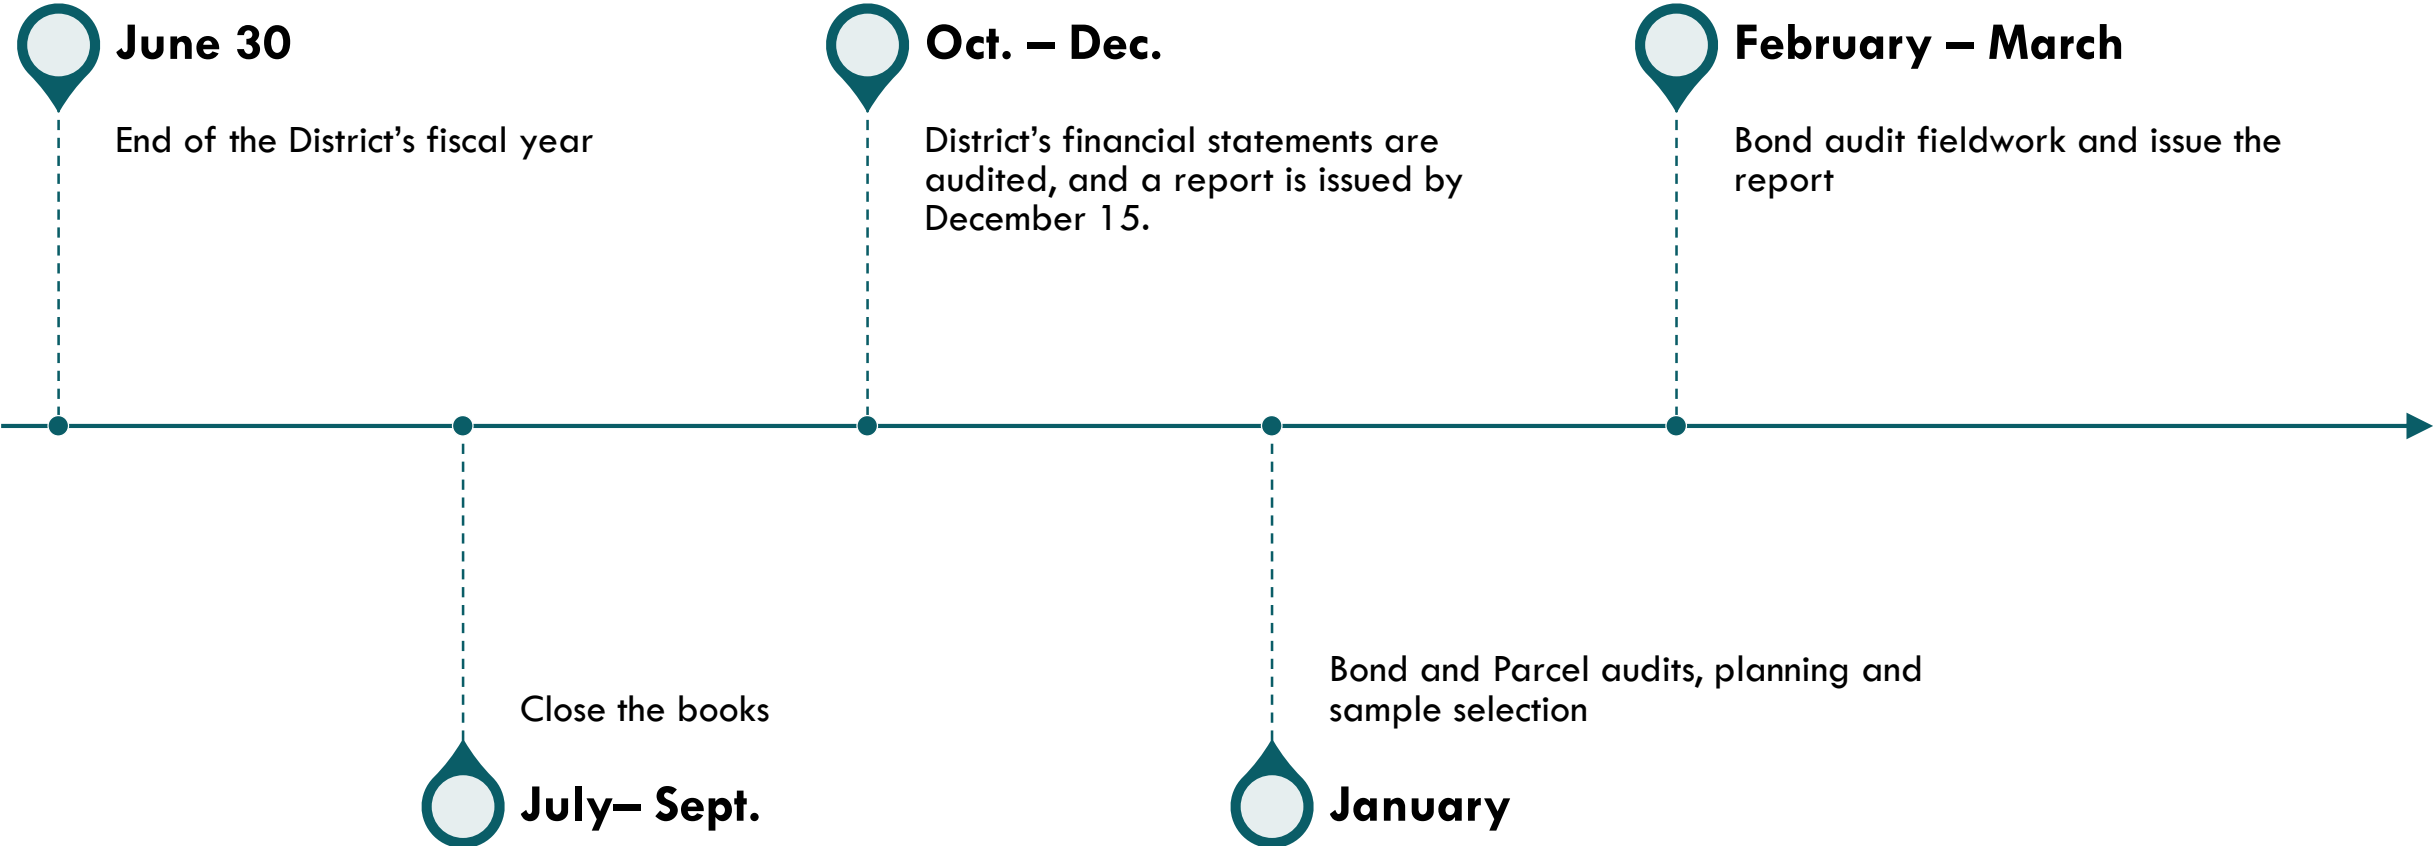 June 30
End of the District’s fiscal year
July– Sept.
Close the books
Oct. – Dec.
District’s financial statements are
audited, and a report is issued by
December 15.
January
Bond and Parcel audits, planning and
sample selection
February – March
Bond audit fieldwork and issue the
report